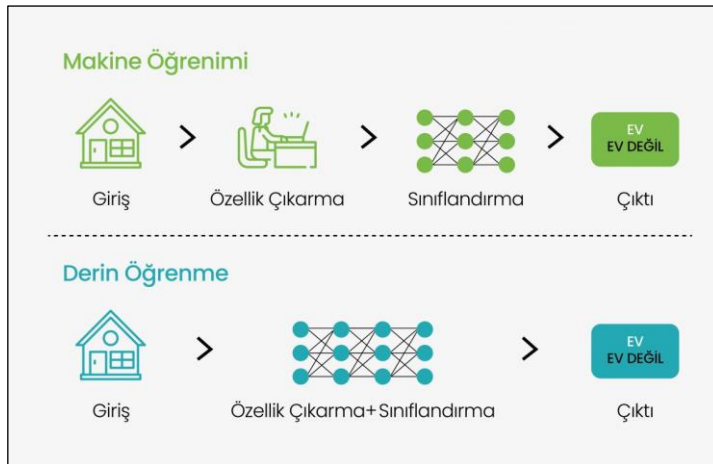 Makine Öğrenimi
EV
EV DEĞİL
Giriş
Özellik Çıkarma
Sınıflandırma
Çıktı
Derin Öğrenme
EV
EV DEĞİL
Giriş
Özellik Çıkarma+Sınıflandırma
Çıktı